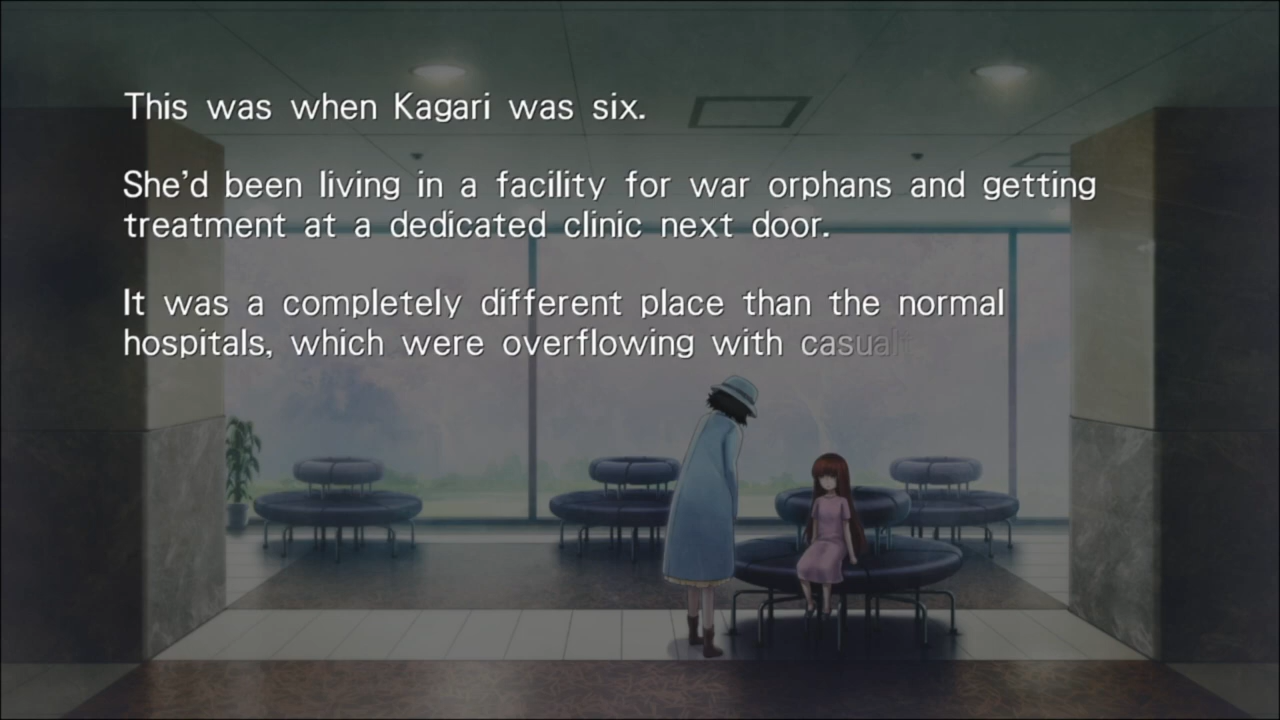 This was when Kagari was six.
She'd been living in a facility for war orphans and getting
treatment at a dedicated clinic next door.
It was a completely different place than the normal
hospitals, which were overflowing with casualt